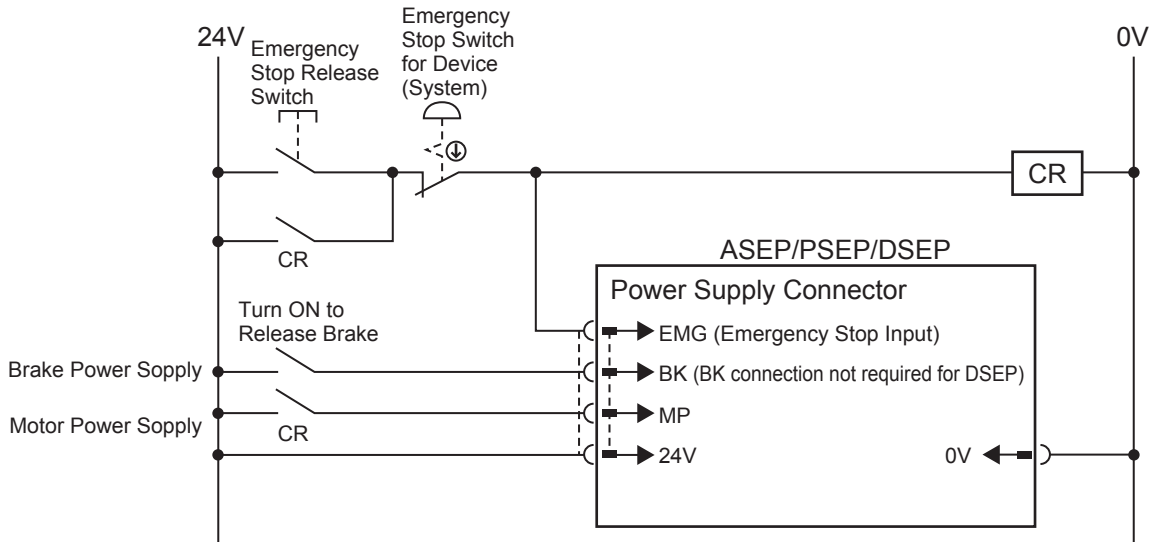 24V
Emergency
Stop Release
Switch
Emergency
Stop Switch
for Device
(System)
0V
CR
CR
ASEP/PSEP/DSEP
Power Supply Connector
Turn ON to
Release Brake
EMG (Emergency Stop Input)
Brake Power Supply
BK (BK connection not required for DSEP)
Motor Power Supply
CR
MP
24V
0V